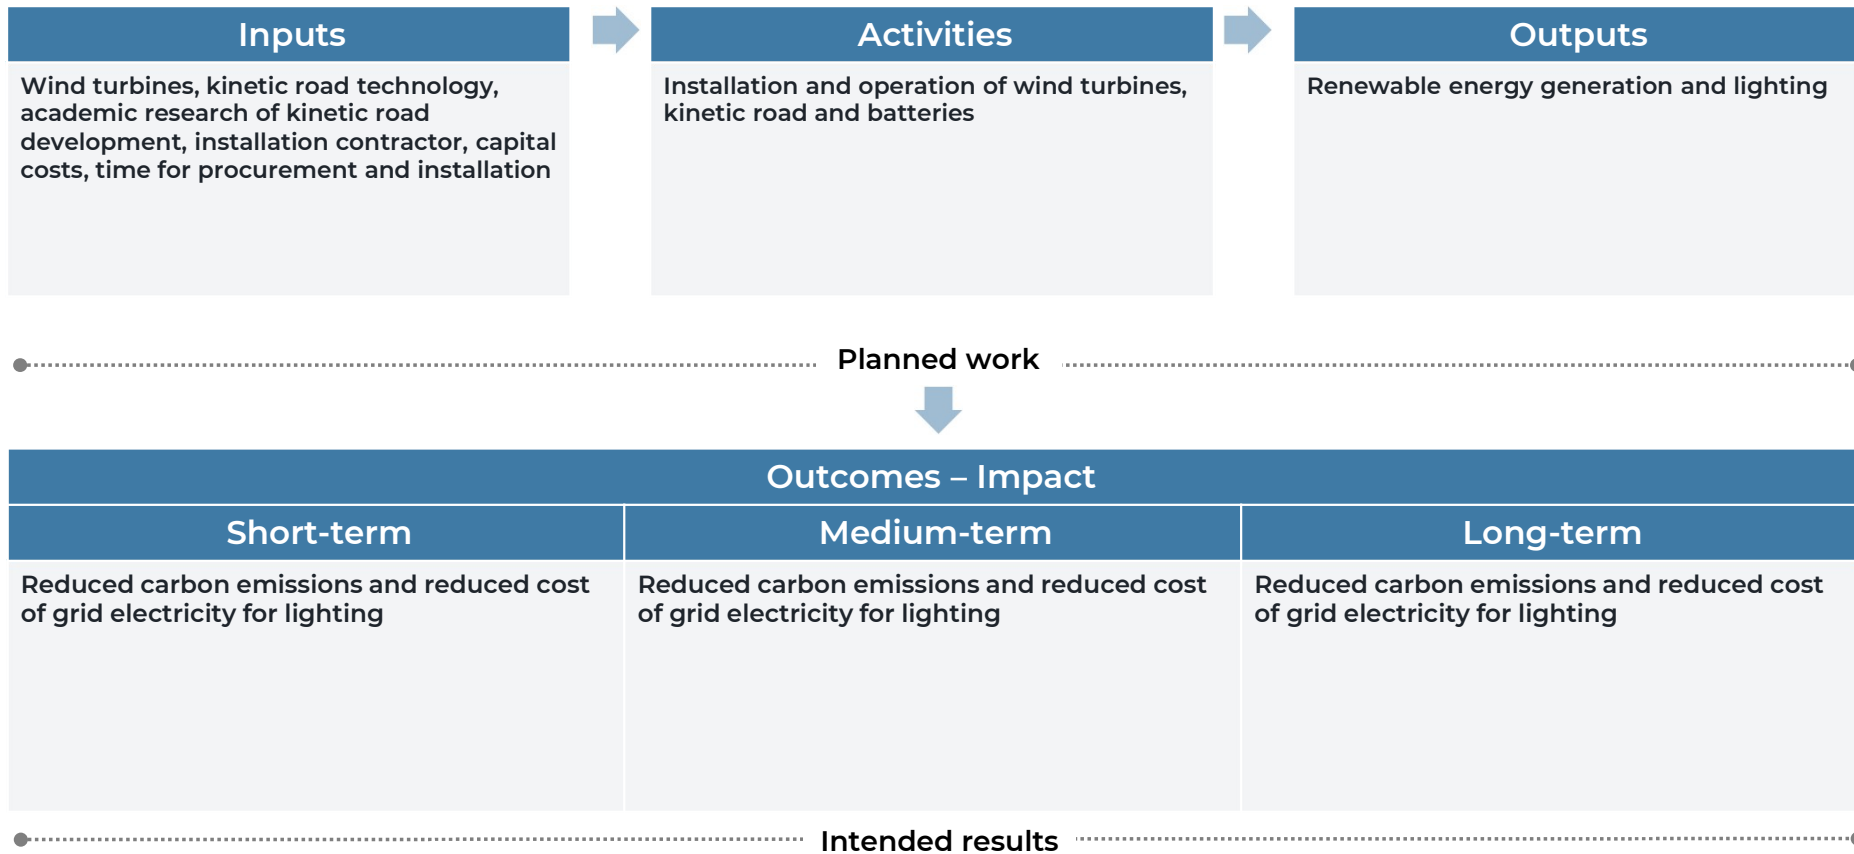 Inputs
Activities
Outputs
Wind turbines, kinetic road technology,
academic research of kinetic road
development, installation contractor, capital
costs, time for procurement and installation
Installation and operation of wind turbines,
kinetic road and batteries
Renewable energy generation and lighting
Planned work
Outcomes – Impact
Short-term
Medium-term
Long-term
Reduced carbon emissions and reduced cost
of grid electricity for lighting
Reduced carbon emissions and reduced cost
of grid electricity for lighting
Reduced carbon emissions and reduced cost
of grid electricity for lighting
Intended results